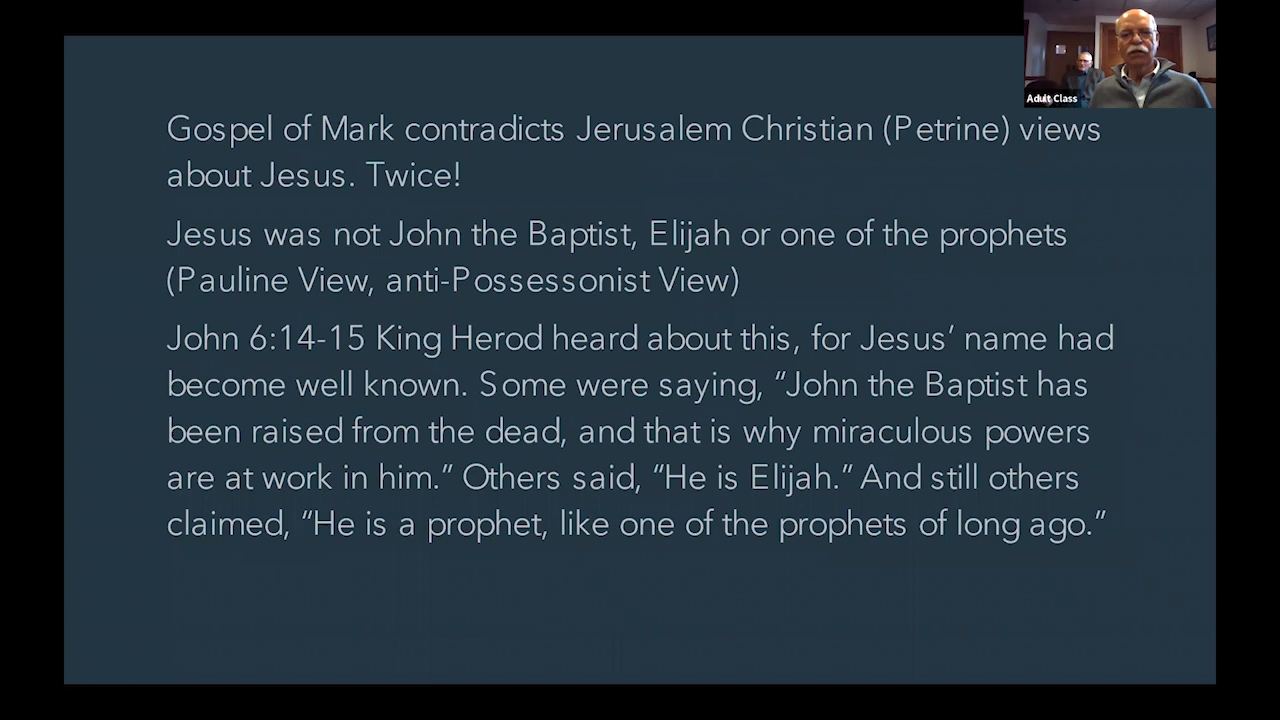 Adult Class
Gospel of Mark contradicts Jerusalem Christian (Petrine) views
about Jesus. Twice!
Jesus was not John the Baptist, Elijah or one of the prophets
(Pauline View, anti-Possessonist View)
John 6:14-15 King Herod heard about this, for Jesus’ name had
become well known. Some were saying, “John the Baptist has
been raised from the dead, and that is why miraculous powers
are at work in him.” Others said, “He is Elijah.” And still others
claimed, “He is a prophet, like one of the prophets of long ago.”